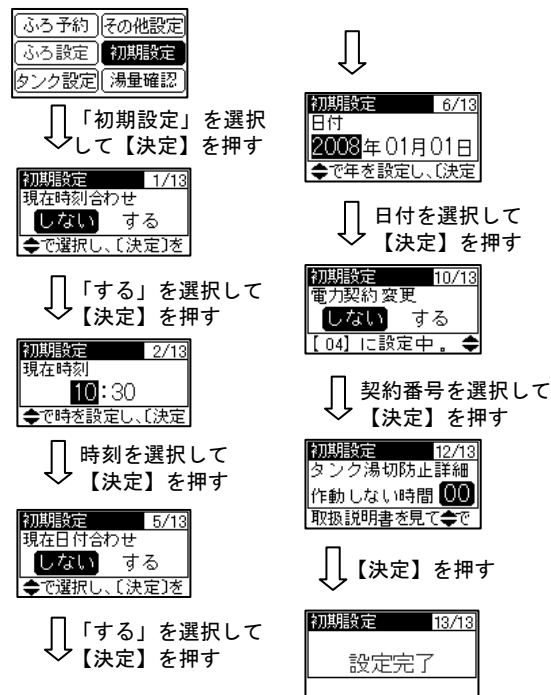 ふろ予約 その他設定
ふろ設定 初期設定
タンク設定 湯量確認
「初期設定」を選択
して【決定】を押す
初期設定 1/13
現在時刻合わせ
しない する
◆で選択し、〔決定〕を
「する」を選択して
【決定】を押す
初期設定 2/13
現在時刻
10:30
◆で時を設定し、〔決定
時刻を選択して
【決定】を押す
初期設定 5/13
現在日付合わせ
しない する
◆で選択し、〔決定〕を
「する」を選択して
【決定】を押す
初期設定 6/13
日付
2008年01月01日
◆で年を設定し、〔決定
日付を選択して
【決定】を押す
初期設定 10/13
電力契約変更
しない する
【04】に設定中。◆
契約番号を選択して
【決定】を押す
初期設定 12/13
タンク湯切防止詳細
作動しない時間 00
取扱説明書を見て◆で
【決定】を押す
初期設定 13/13
設定完了